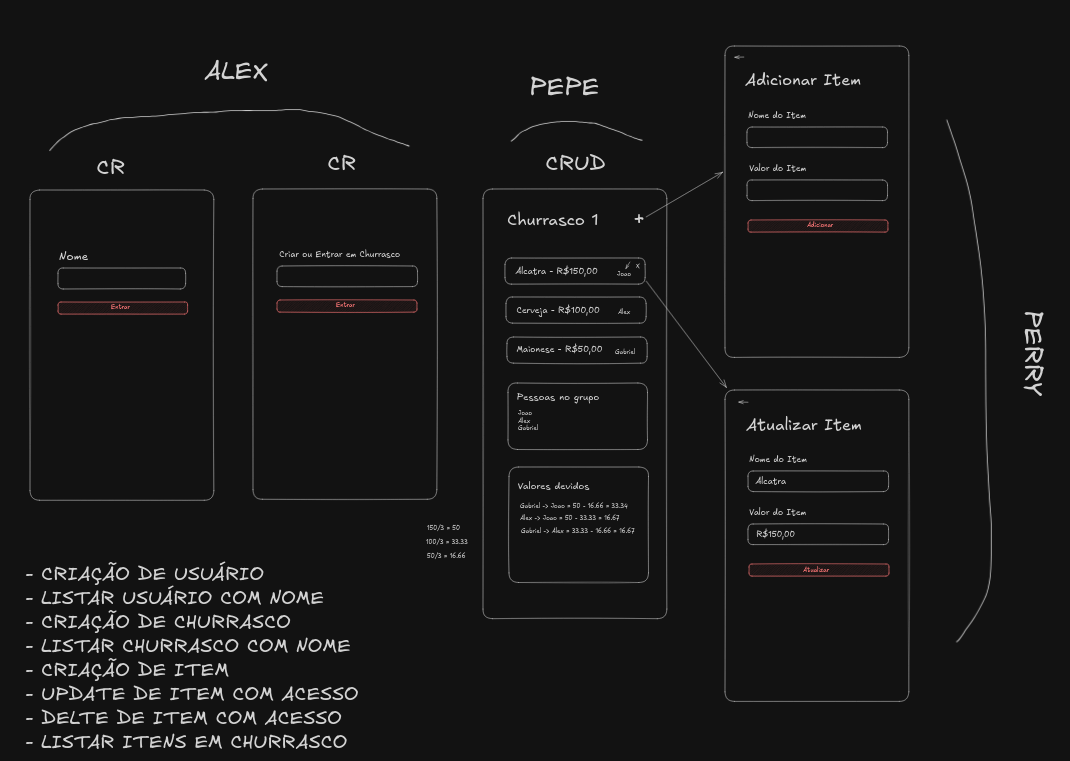 ALEX
CR
CR
Nome
Entrar
Criar ou Entrar em Churrasco
Entrar
PEPE
CRUD
Churrasco 1 +
Alcatra - R$150,00
x
Joao
Cerveja - R$100,00 Alex
Maionese - R$50,00 Gabriel
Pessoas no grupo
Joao
Alex
Gabriel
Valores devidos
Gabriel -> Joao = 50 - 16.66 = 33.34
Alex -> Joao = 50 - 33.33 = 16.67
Gabriel -> Alex = 33.33 - 16.66 = 16.67
150/3 = 50
100/3 = 33.33
50/3 = 16.66
Adicionar Item
Nome do Item
Valor do Item
Adicionar
Atualizar Item
Nome do Item
Alcatra
Valor do Item
R$150,00
Atualizar
PERRY
- CRIAÇÃO DE USUÁRIO
- LISTAR USUÁRIO COM NOME
- CRIAÇÃO DE CHURRASCO
- LISTAR CHURRASCO COM NOME
- CRIAÇÃO DE ITEM
- UPDATE DE ITEM COM ACESSO
- DELTE DE ITEM COM ACESSO
- LISTAR ITENS EM CHURRASCO